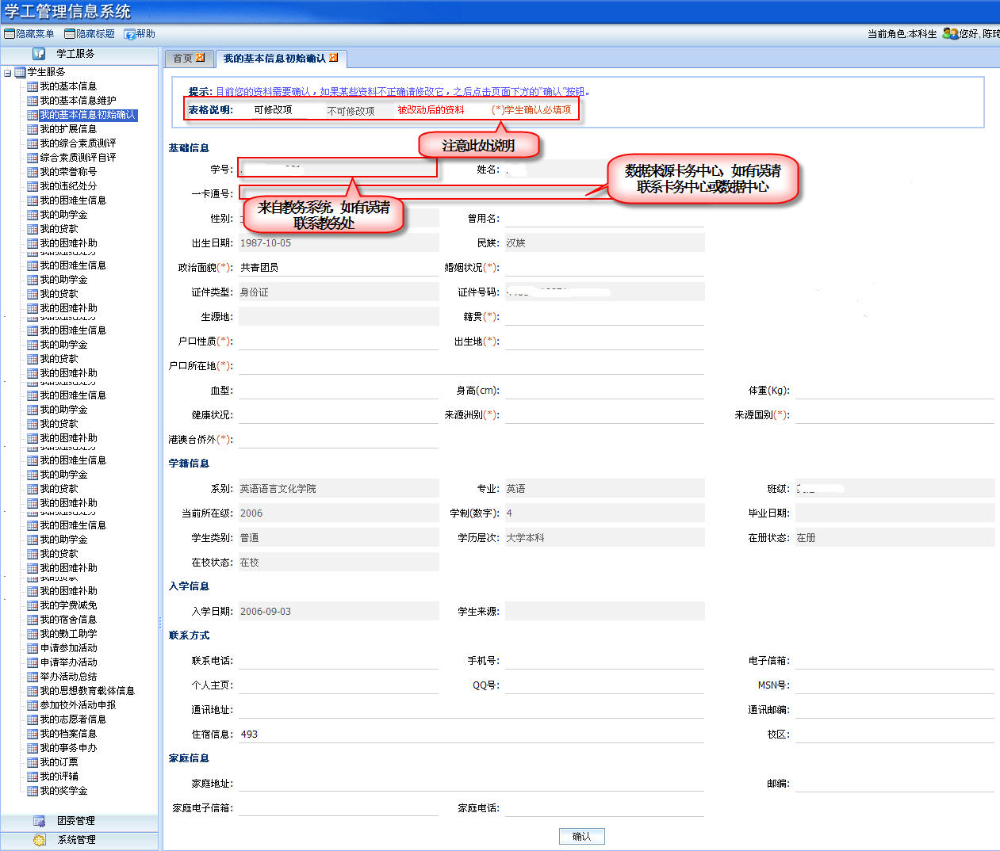 学工管理信息系统
隐藏菜单 隐藏标题 帮助 当前角色:本科生 您好,陈琦
学工服务
首页 我的基本信息初始确认
学生服务
我的基本信息
我的基本信息维护
我的基本信息初始确认
我的扩展信息
我的综合素质测评
综合素质测评自评
我的荣誉称号
我的违纪处分
我的困难生信息
我的助学金
我的贷款
我的困难补助
我的违纪处分
我的困难生信息
我的助学金
我的贷款
我的困难补助
我的违纪处分
我的困难生信息
我的助学金
我的贷款
我的困难补助
我的违纪处分
我的困难生信息
我的助学金
我的贷款
我的困难补助
我的违纪处分
我的困难生信息
我的助学金
我的贷款
我的困难补助
我的违纪处分
我的困难生信息
我的助学金
我的贷款
我的困难补助
我的贷款
我的困难补助
我的学费减免
我的宿舍信息
我的勤工助学
申请参加活动
申请举办活动
举办活动总结
我的思想教育载体信息
参加校外活动申报
我的志愿者信息
我的档案信息
我的事务申办
我的订票
我的评辅
我的奖学金
团委管理
系统管理
提示: 目前您的资料需要确认，如果某些资料不正确请修改它，之后点击页面下方的"确认"按钮。
表格说明: 可修改项 不可修改项 被改动后的资料 (*)学生确认必填项
注意此处说明
基础信息
学号: 姓名:
数据来源卡务中心，如有误请
联系卡务中心或数据中心
一卡通号:
来自教务系统，如有误请
联系教务处
性别: 曾用名:
出生日期: 1987-10-05 民族: 汉族
政治面貌(*): 共青团员 婚姻状况(*):
证件类型: 身份证 证件号码:
生源地: 籍贯(*):
户口性质(*): 出生地(*):
户口所在地(*):
血型: 身高(cm): 体重(Kg):
健康状况: 来源洲别(*): 来源国别(*):
港澳台侨外(*):
学籍信息
系别: 英语语言文化学院 专业: 英语 班级:
当前所在级: 2006 学制(数字): 4 毕业日期:
学生类别: 普通 学历层次: 大学本科 在册状态: 在册
在校状态: 在校
入学信息
入学日期: 2006-09-03 学生来源:
联系方式
联系电话: 手机号: 电子信箱:
个人主页: QQ号: MSN号:
通讯地址: 通讯邮编:
住宿信息: 493 校区:
家庭信息
家庭地址: 邮编:
家庭电子信箱: 家庭电话:
确认